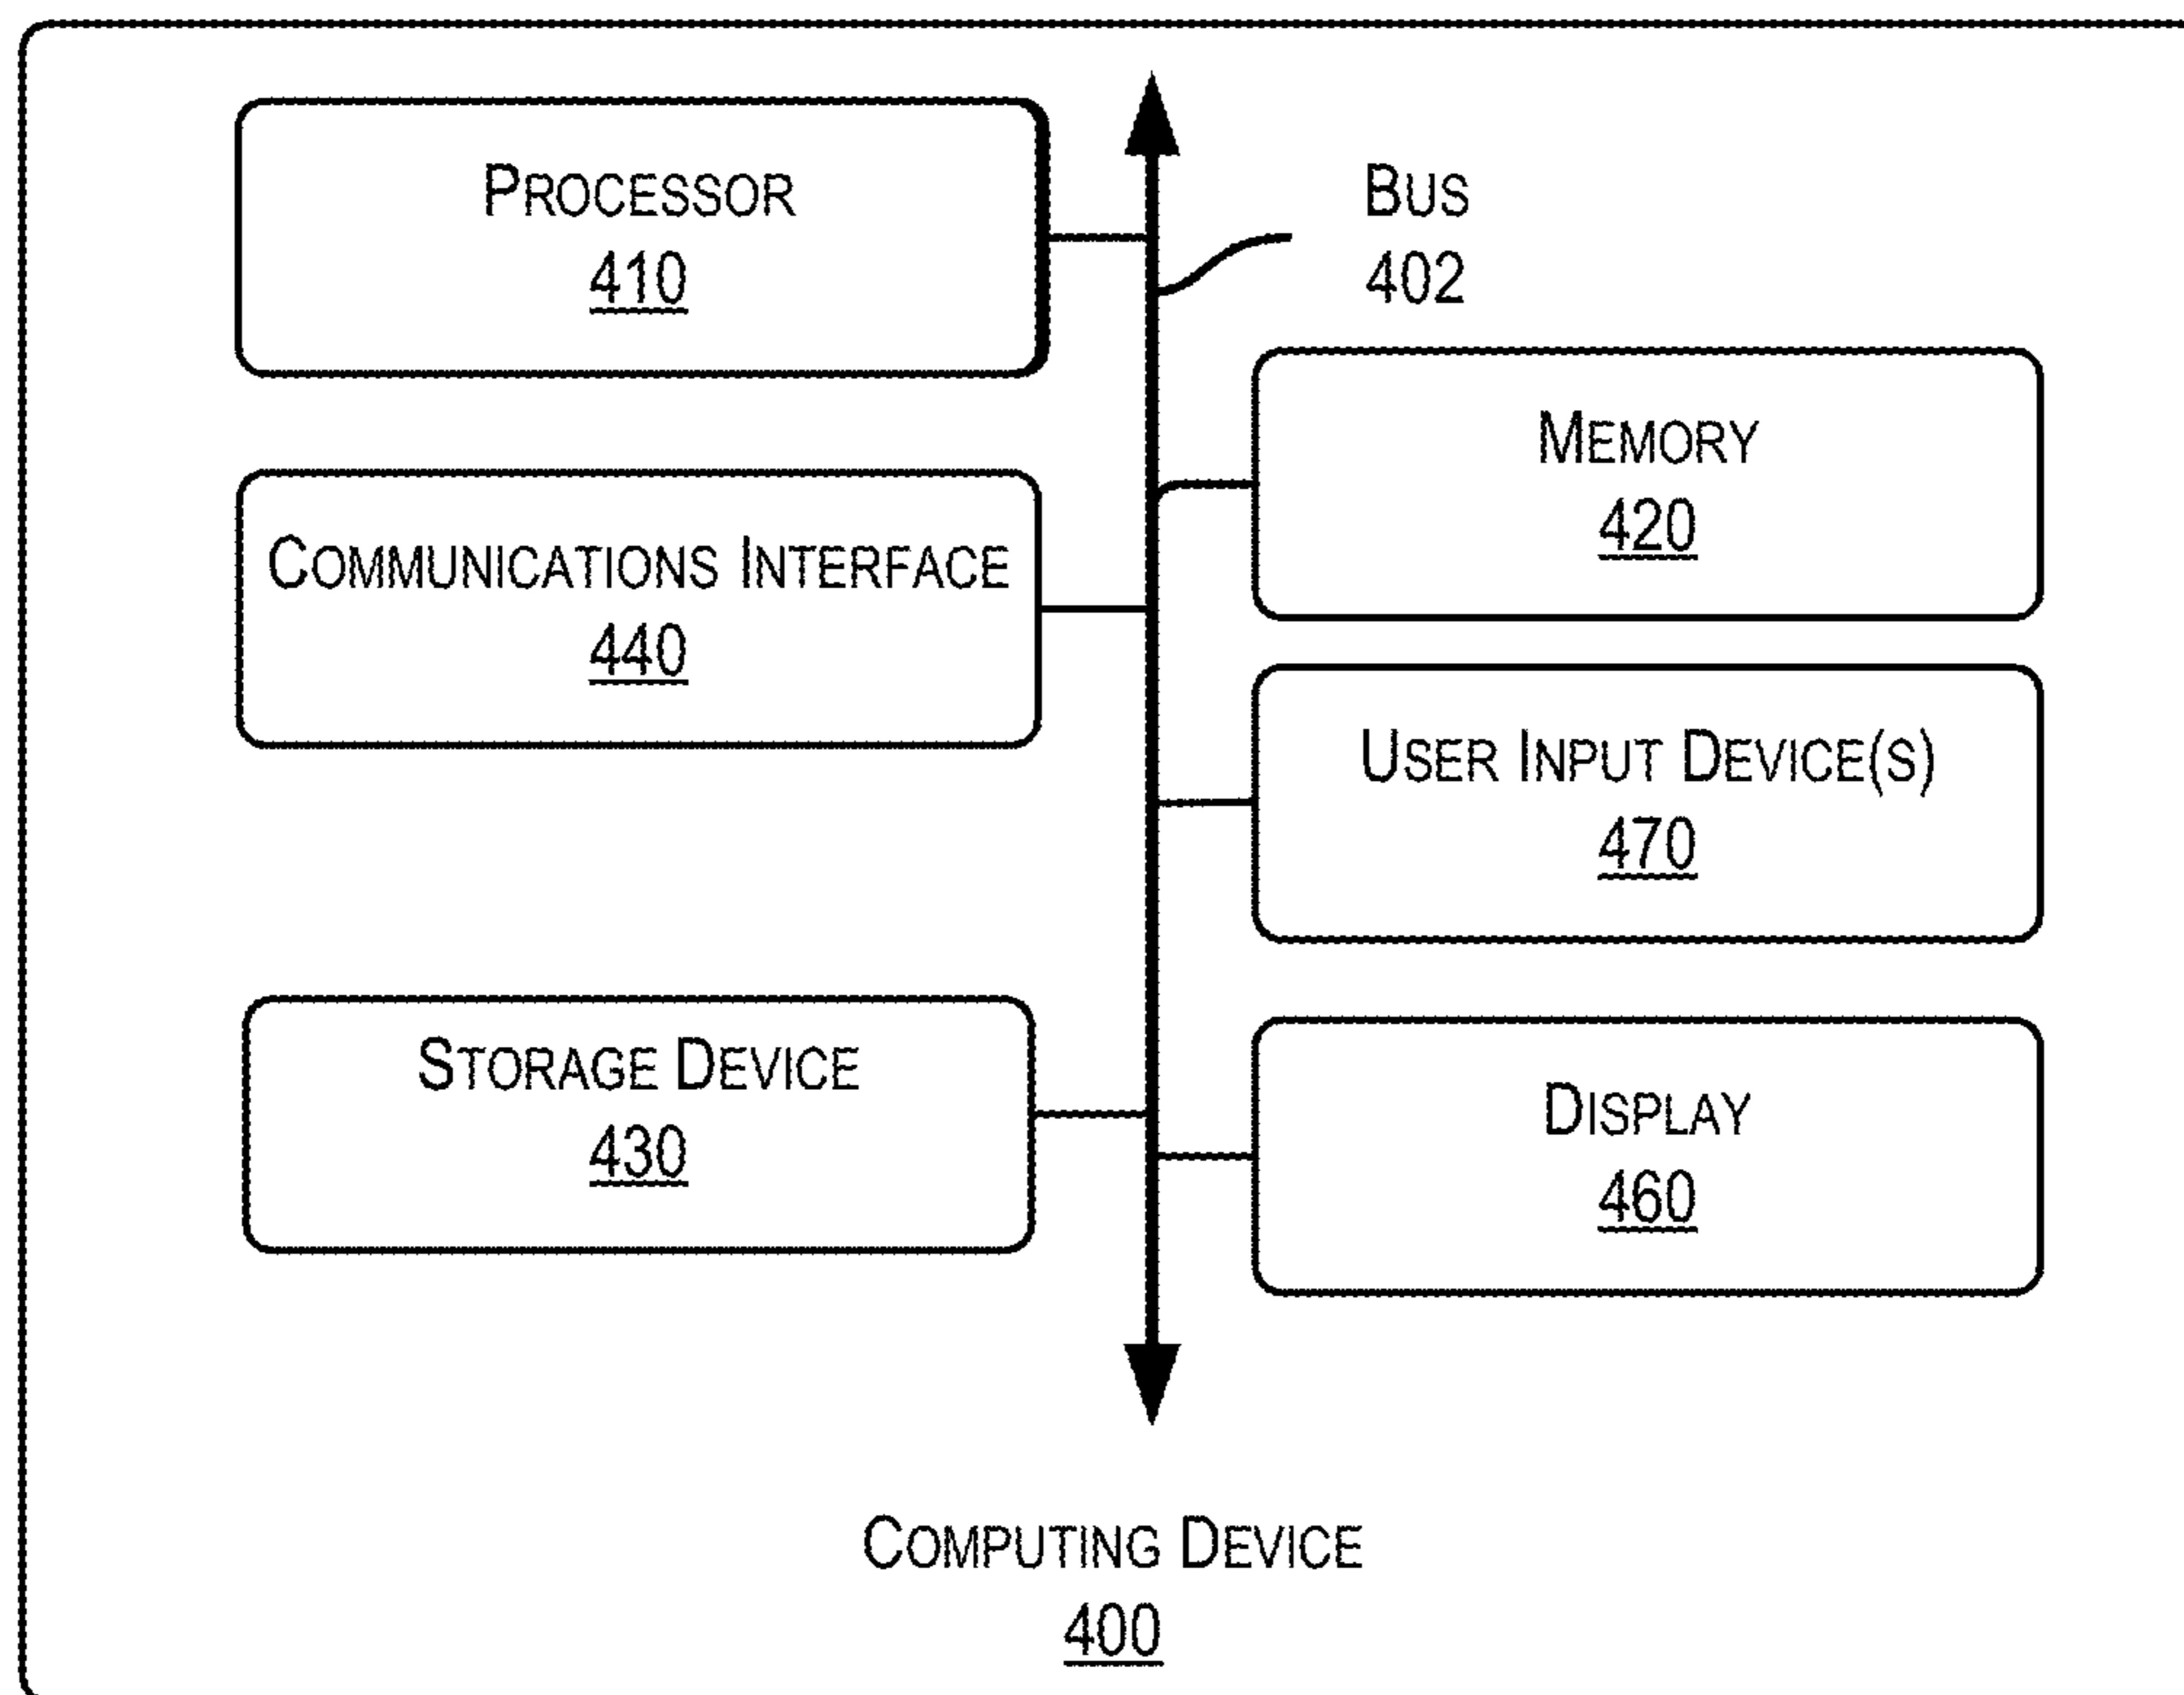 PROCESSOR
410
BUS
402
MEMORY
420
COMMUNICATIONS INTERFACE
440
USER INPUT DEVICE(S)
470
STORAGE DEVICE
430
DISPLAY
460
COMPUTING DEVICE
400